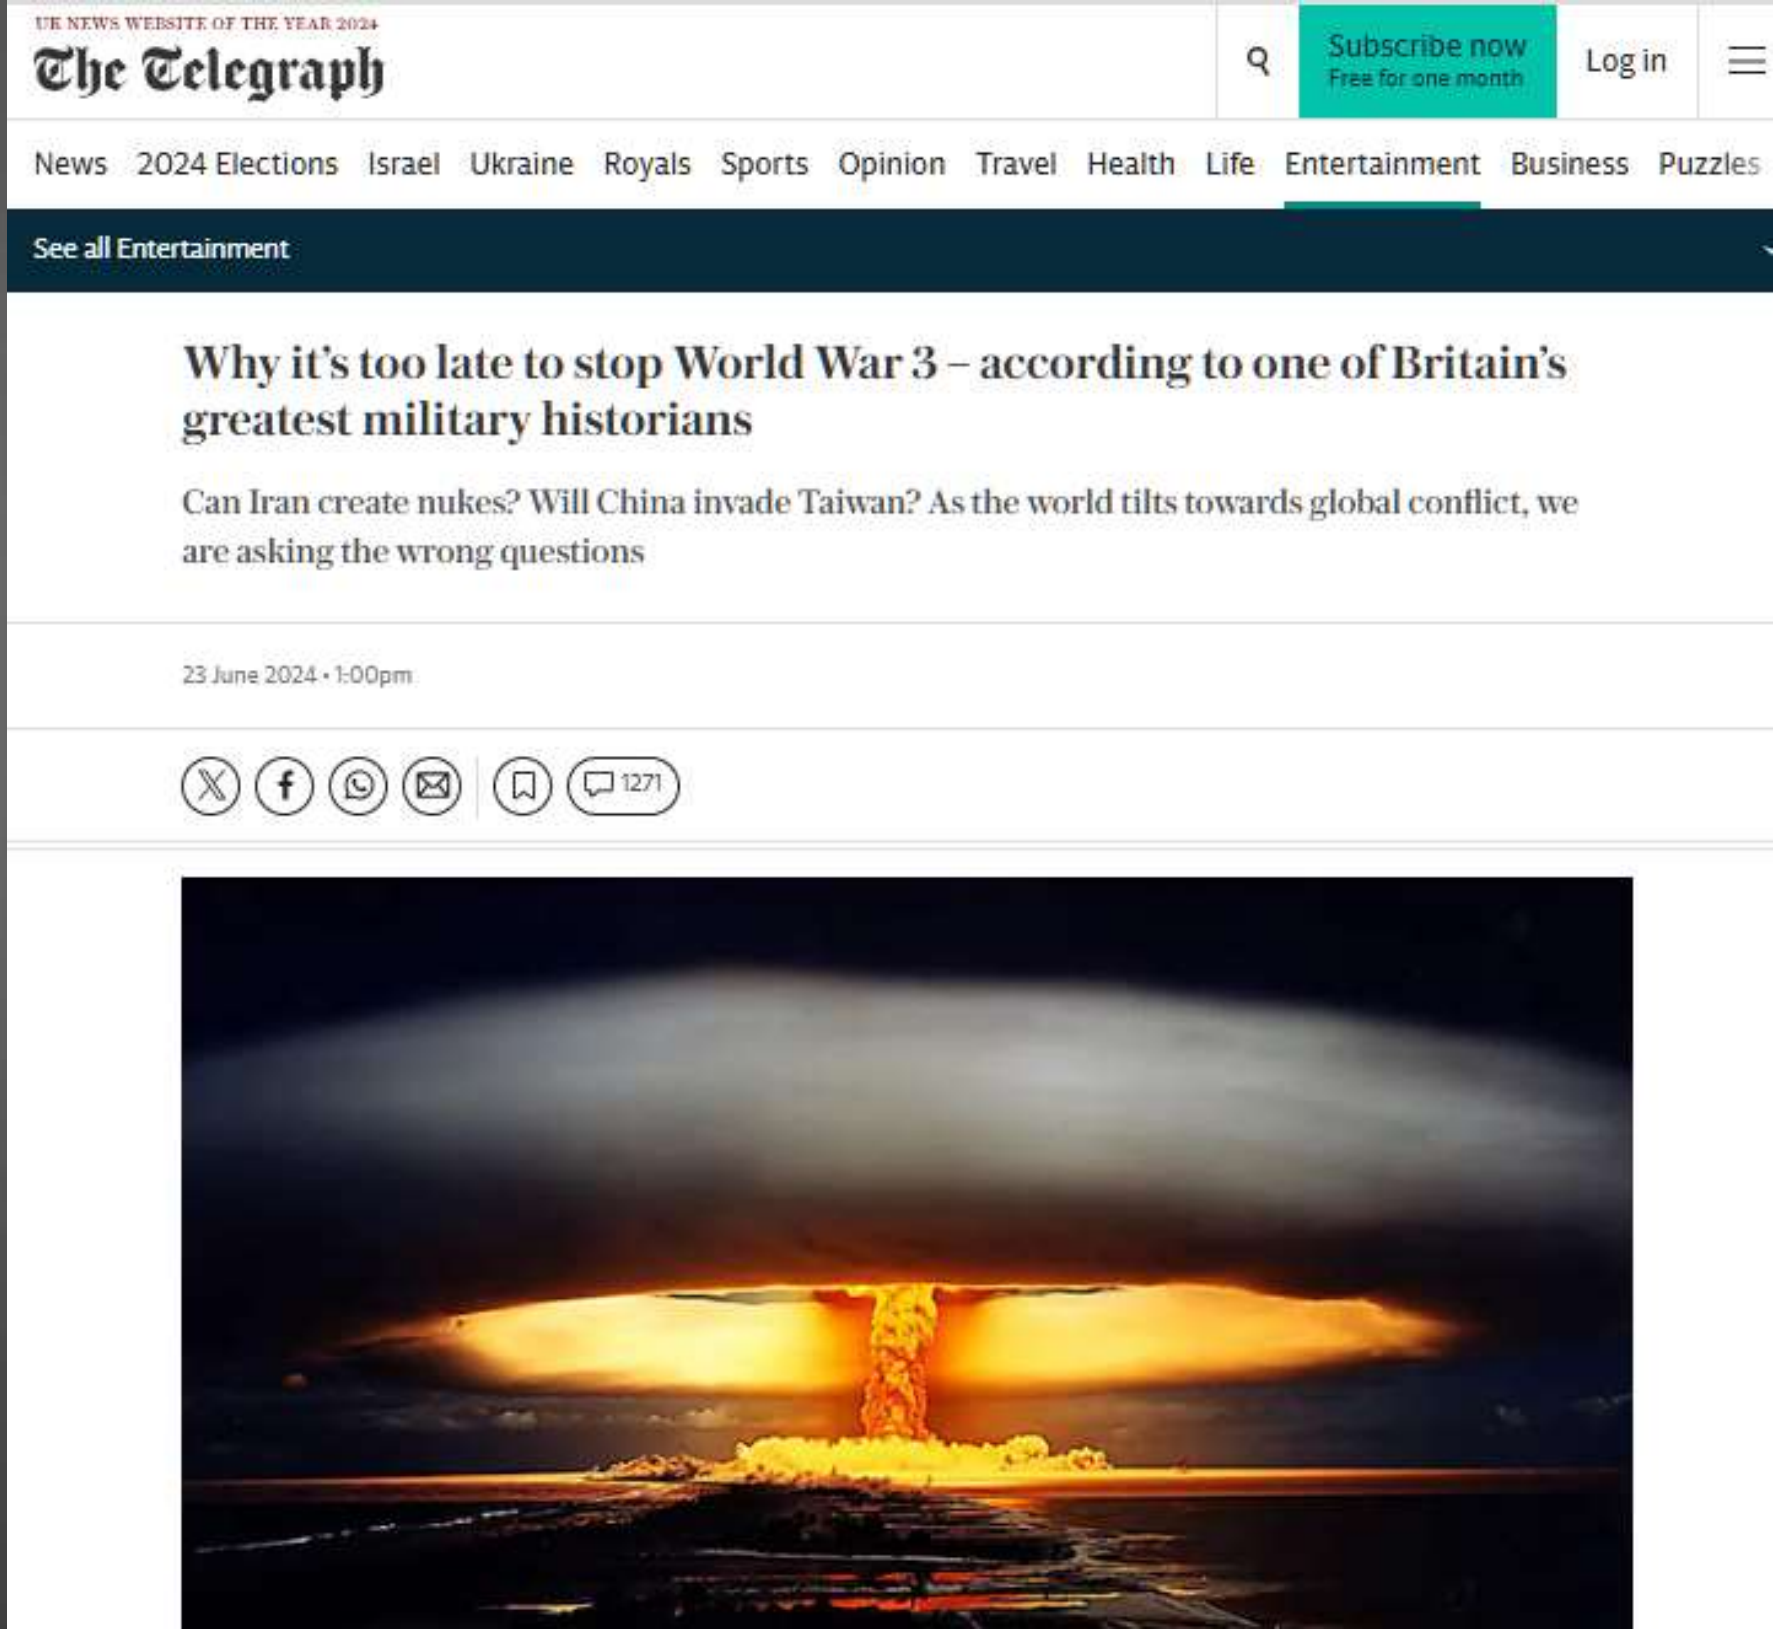 UK NEWS WEBSITE OF THE YEAR 2024
The Telegraph
Subscribe now
Free for one month
Log in
News 2024 Elections Israel Ukraine Royals Sports Opinion Travel Health Life Entertainment Business Puzzles
See all Entertainment
Why it's too late to stop World War 3 – according to one of Britain's
greatest military historians
Can Iran create nukes? Will China invade Taiwan? As the world tilts towards global conflict, we
are asking the wrong questions
23 June 2024 • 1:00pm
1271